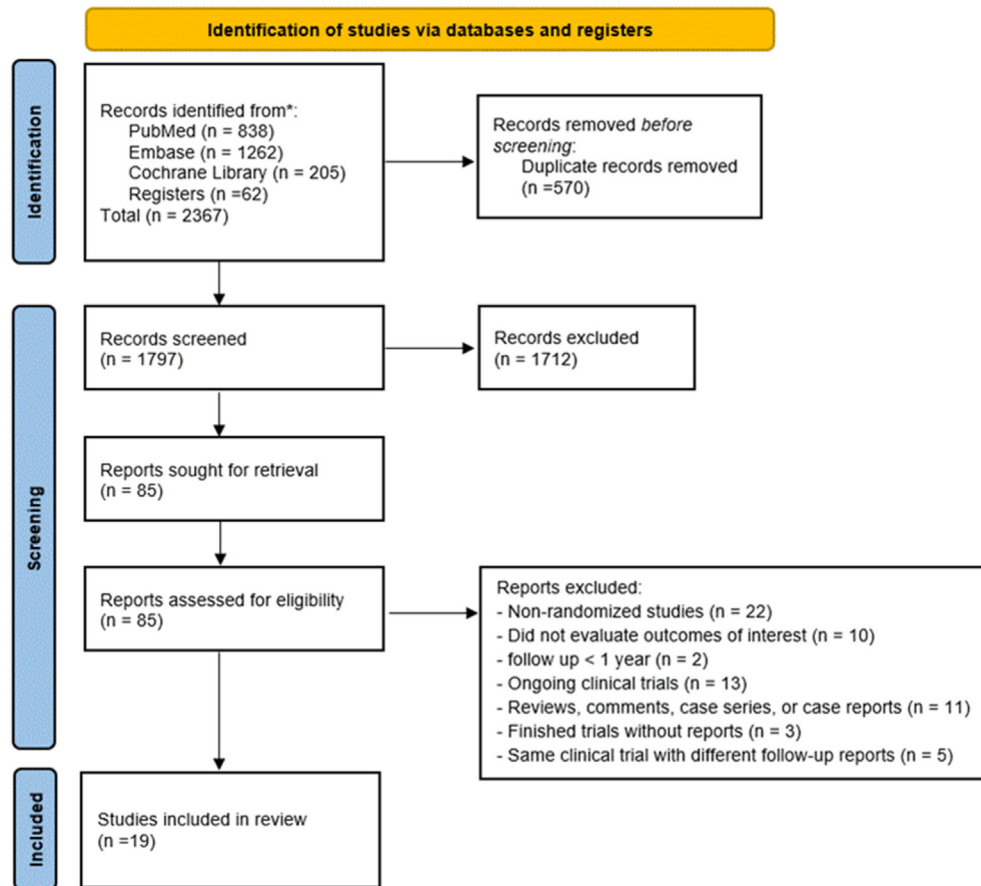 Identification of studies via databases and registers
Identification
Records identified from*:
PubMed (n = 838)
Embase (n = 1262)
Cochrane Library (n = 205)
Registers (n =62)
Total (n = 2367)
Records removed before
screening:
Duplicate records removed
(n =570)
Screening
Records screened
(n = 1797)
Records excluded
(n = 1712)
Reports sought for retrieval
(n = 85)
Reports assessed for eligibility
(n = 85)
Reports excluded:
- Non-randomized studies (n = 22)
- Did not evaluate outcomes of interest (n = 10)
- follow up < 1 year (n = 2)
- Ongoing clinical trials (n = 13)
- Reviews, comments, case series, or case reports (n = 11)
- Finished trials without reports (n = 3)
- Same clinical trial with different follow-up reports (n = 5)
Included
Studies included in review
(n =19)